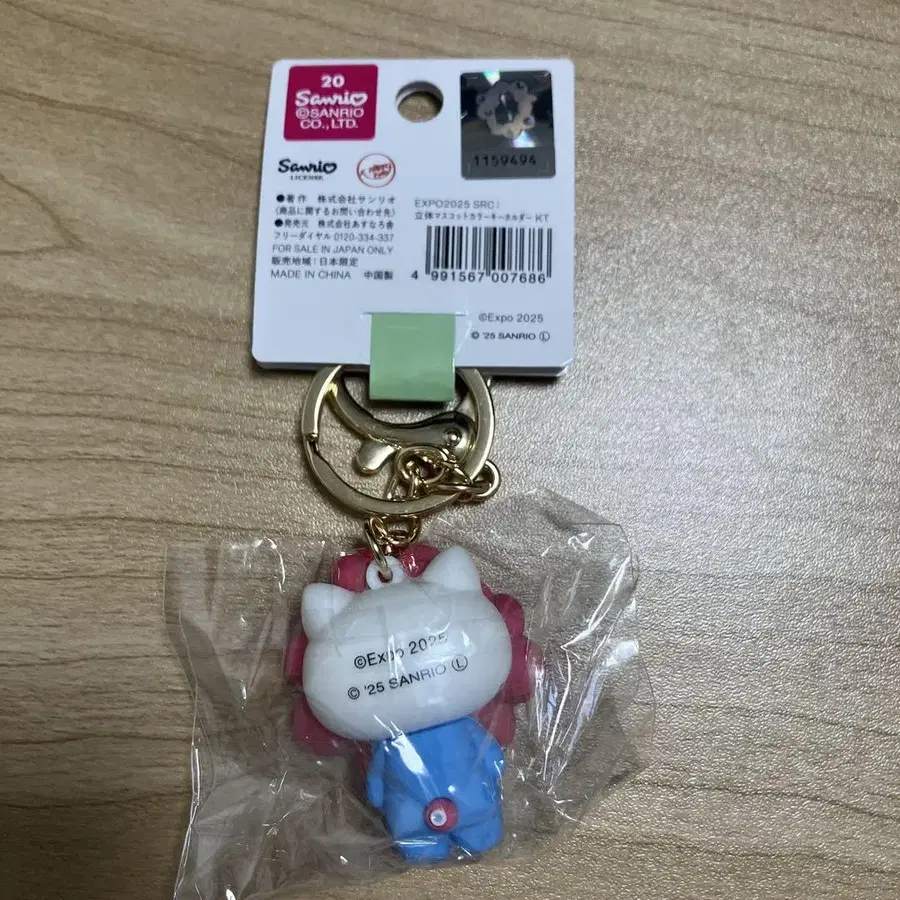 20
Sanrio
©SANRIO
CO., LTD.
1159494
Sanrio
LICENSE
●著作 株式会社サンリオ
(商品に関するお問い合わせ先)
●発売元 株式会社あすなろ舎
フリーダイヤル 0120-334-337
FOR SALE IN JAPAN ONLY
販売地域:日本限定
MADE IN CHINA 中国製
EXPO2025 SRC
立体マスコットカラーキーホルダー KT
4 991567 007686
©Expo 2025
© '25 SANRIO Ⓛ
©Expo 2025
© '25 SANRIO Ⓛ